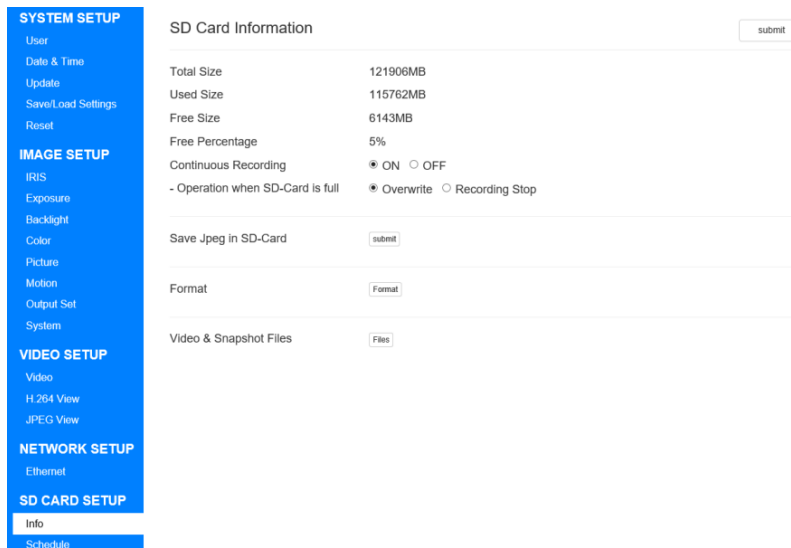 SYSTEM SETUP
User
Date & Time
Update
Save/Load Settings
Reset
IMAGE SETUP
IRIS
Exposure
Backlight
Color
Picture
Motion
Output Set
System
VIDEO SETUP
Video
H.264 View
JPEG View
NETWORK SETUP
Ethernet
SD CARD SETUP
Info
Schedule
SD Card Information
submit
Total Size 121906MB
Used Size 115762MB
Free Size 6143MB
Free Percentage 5%
Continuous Recording ON OFF
- Operation when SD-Card is full Overwrite Recording Stop
Save Jpeg in SD-Card submit
Format Format
Video & Snapshot Files Files